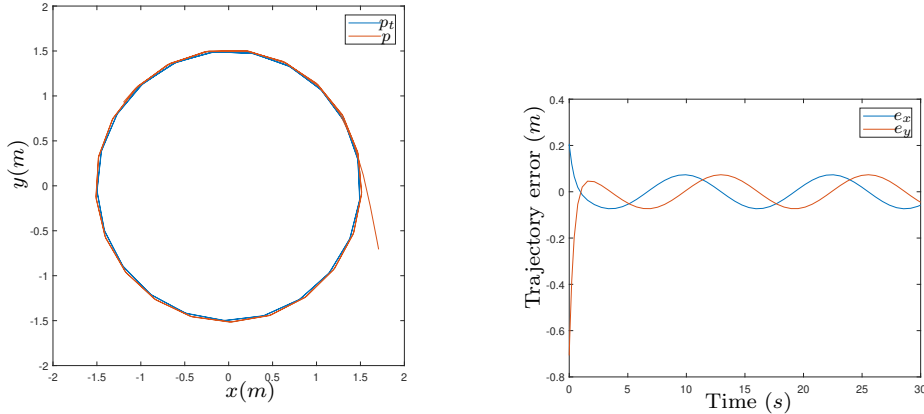 p_t
p
2
1.5
1
0.5
0
-0.5
-1
-1.5
-2
y(m)
-2 -1.5 -1 -0.5 0 0.5 1 1.5 2
x(m)
e_x
e_y
0.4
0.2
0
-0.2
-0.4
-0.6
-0.8
Trajectory error (m)
0 5 10 15 20 25 30
Time (s)